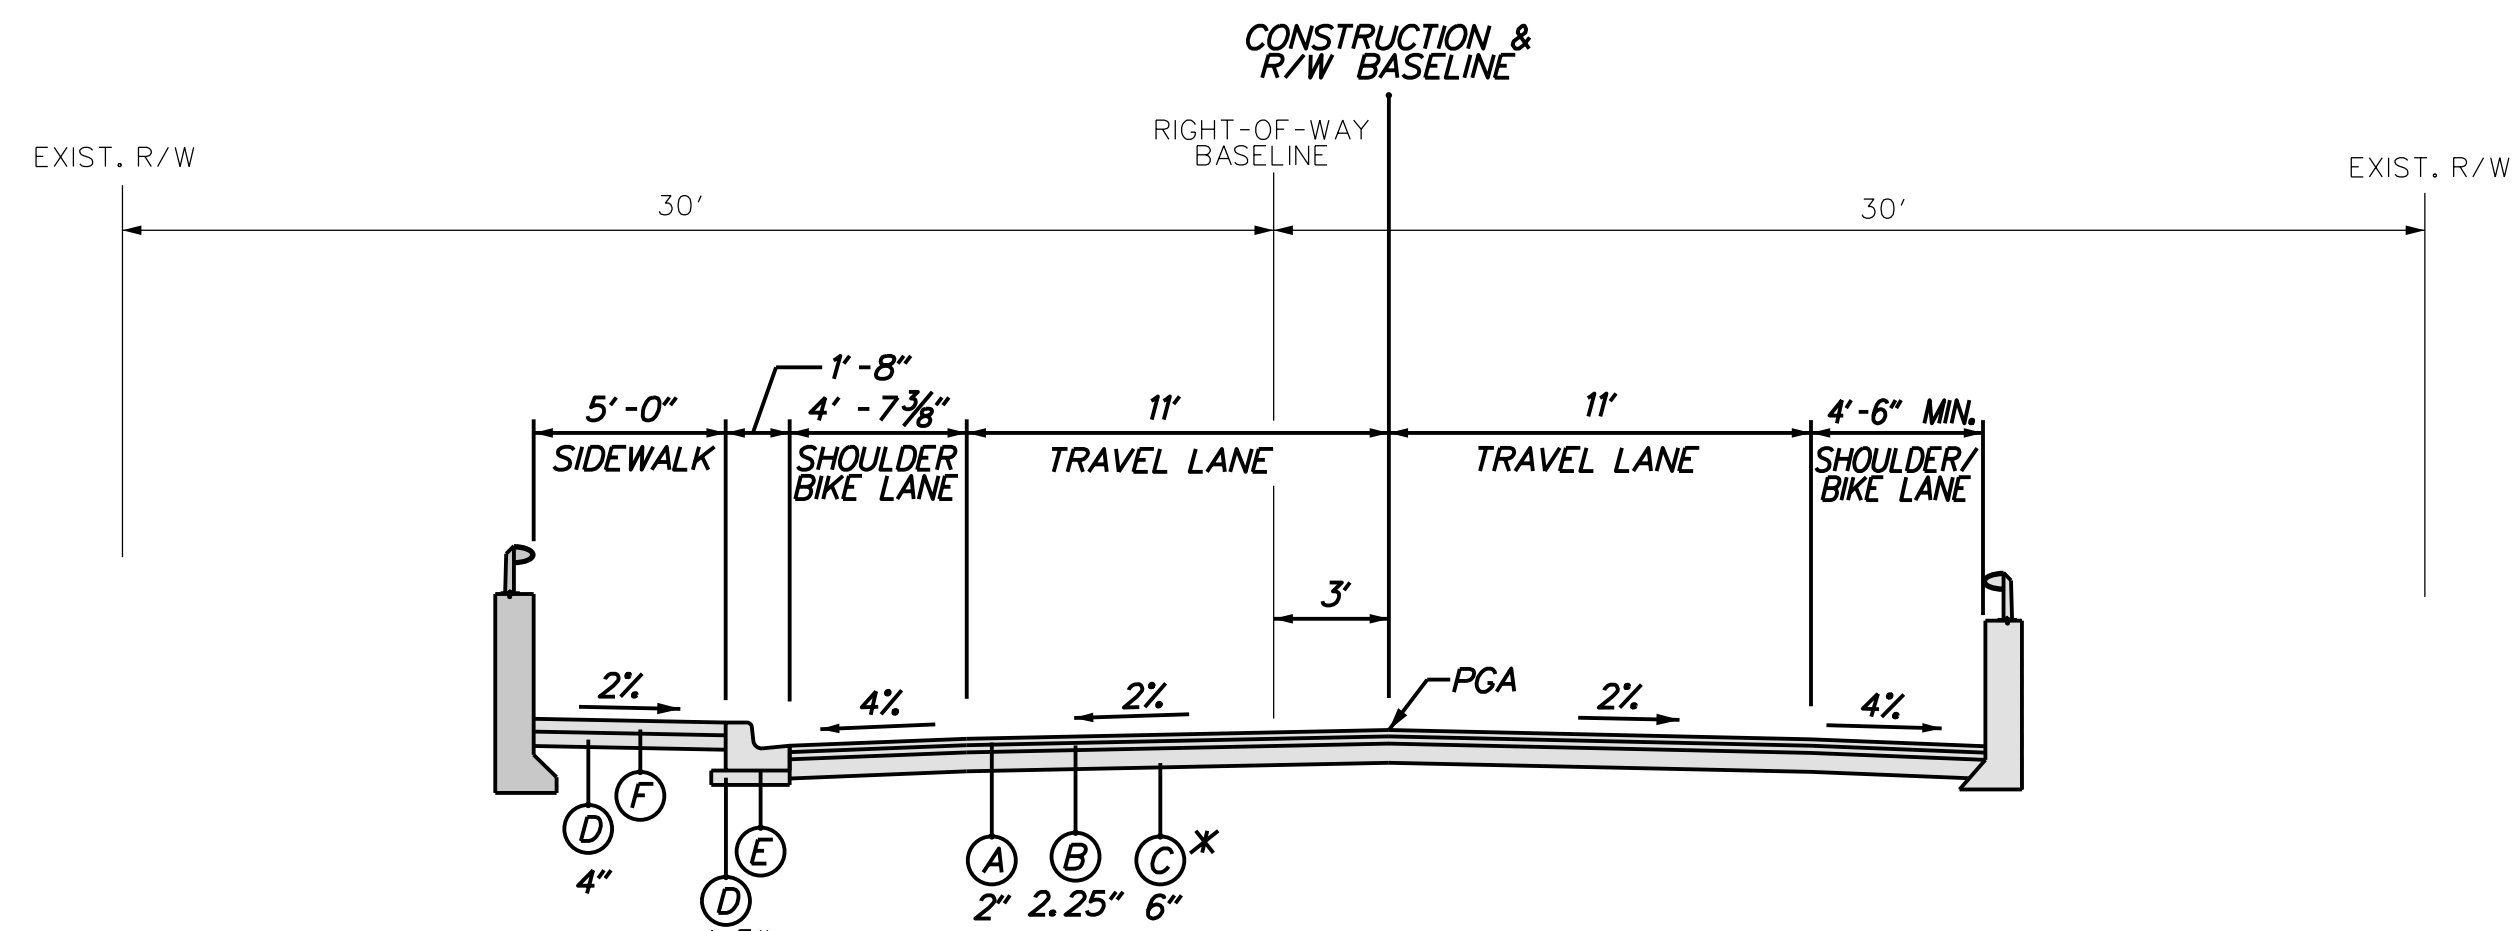 CONSTRUCTION &
R/W BASELINE
RIGHT-OF-WAY
BASELINE
EXIST. R/W
EXIST. R/W
30'
30'
1'-8"
5'-0"
4'-7 3/8"
11'
11'
4'-6" MIN.
SIDEWALK
SHOULDER
BIKE LANE
TRAVEL LANE
TRAVEL LANE
SHOULDER/
BIKE LANE
3'
2%
4%
2%
PGA
2%
4%
F
D
E
A
B
C *
4"
D
2"
2.25"
6"